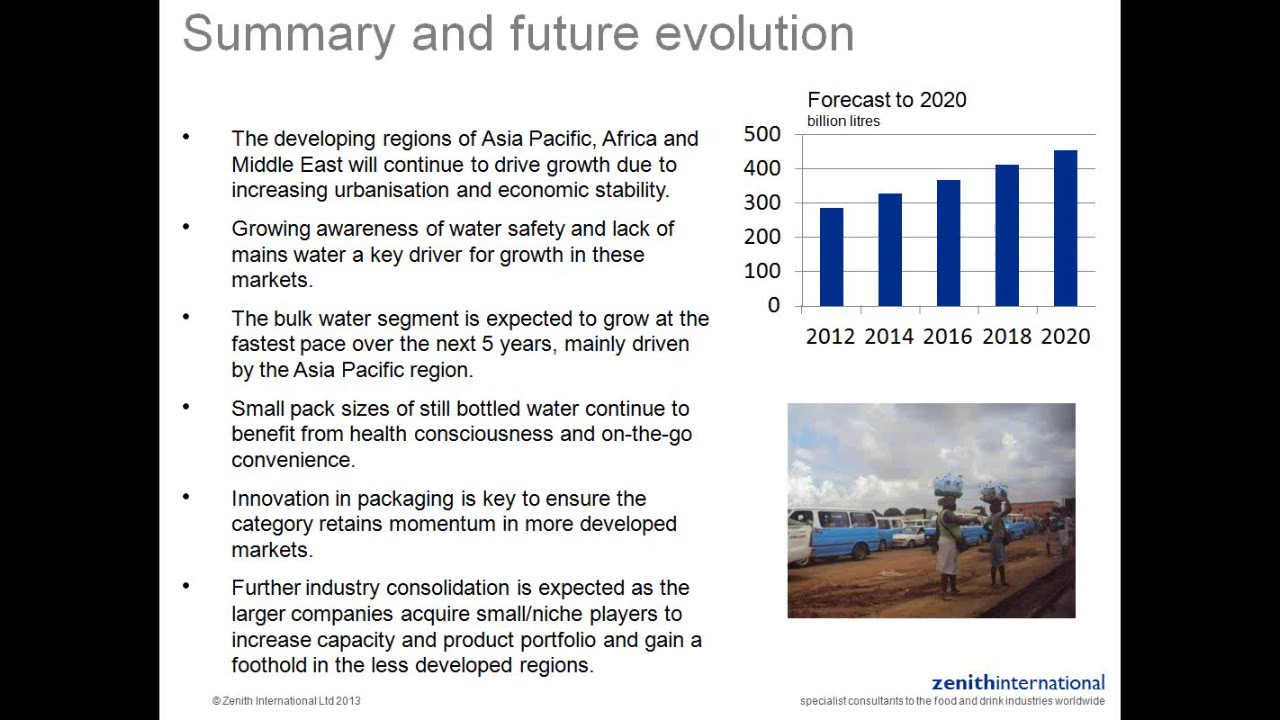 Summary and future evolution
• The developing regions of Asia Pacific, Africa and
Middle East will continue to drive growth due to
increasing urbanisation and economic stability.
• Growing awareness of water safety and lack of
mains water a key driver for growth in these
markets.
• The bulk water segment is expected to grow at the
fastest pace over the next 5 years, mainly driven
by the Asia Pacific region.
• Small pack sizes of still bottled water continue to
benefit from health consciousness and on-the-go
convenience.
• Innovation in packaging is key to ensure the
category retains momentum in more developed
markets.
• Further industry consolidation is expected as the
larger companies acquire small/niche players to
increase capacity and product portfolio and gain a
foothold in the less developed regions.
Forecast to 2020
billion litres
500
400
300
200
100
0
2012 2014 2016 2018 2020
© Zenith International Ltd 2013
zenithinternational
specialist consultants to the food and drink industries worldwide